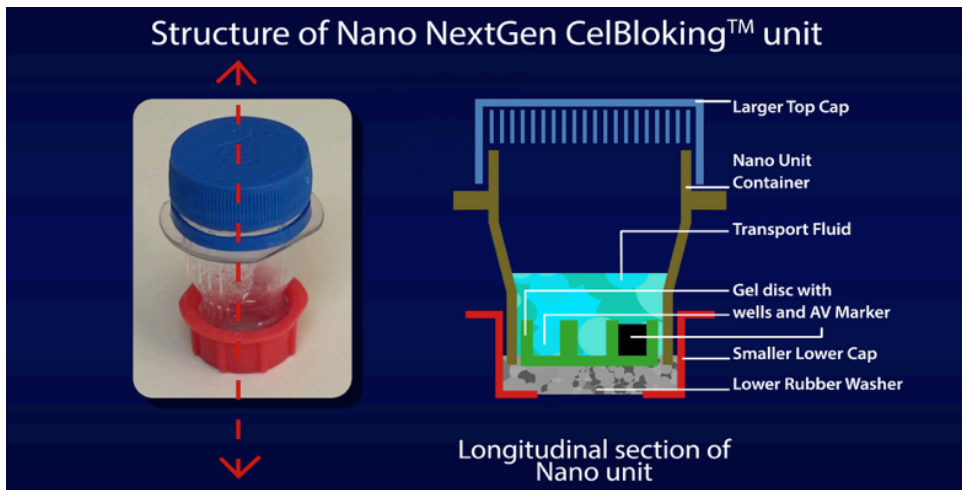 Structure of Nano NextGen CelBloking™ unit
Larger Top Cap
Nano Unit
Container
Transport Fluid
Gel disc with
wells and AV Marker
Smaller Lower Cap
Lower Rubber Washer
Longitudinal section of
Nano unit